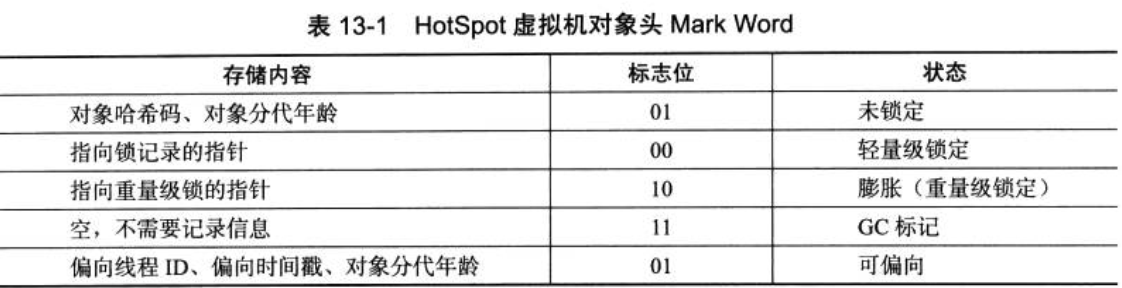 表 13-1 HotSpot 虚拟机对象头 Mark Word
存储内容 标志位 状态
对象哈希码、对象分代年龄 01 未锁定
指向锁记录的指针 00 轻量级锁定
指向重量级锁的指针 10 膨胀（重量级锁定）
空，不需要记录信息 11 GC 标记
偏向线程 ID、偏向时间戳、对象分代年龄 01 可偏向